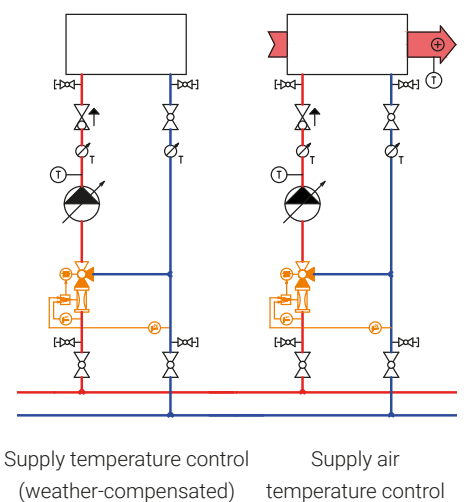 T
T
T
T
T
T
T
Supply temperature control
(weather-compensated)
Supply air
temperature control